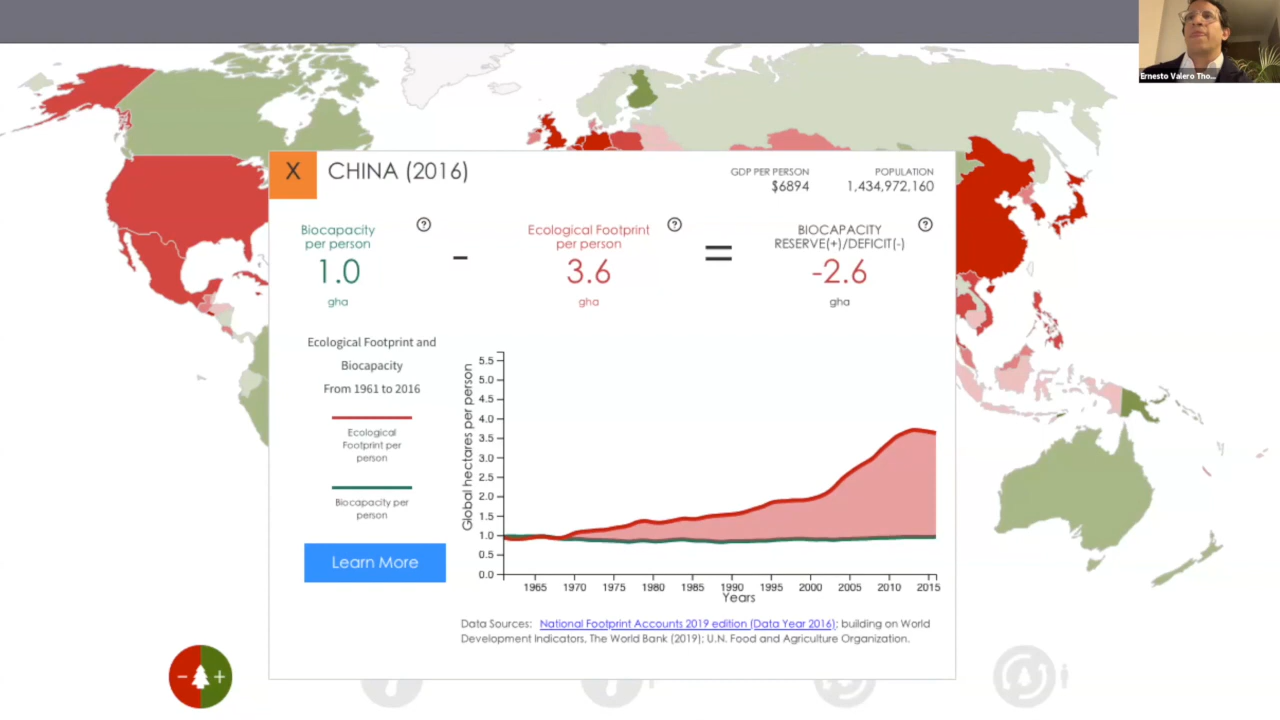 Ernesto Valero Tho...
X
CHINA (2016)
GDP PER PERSON
$6894
POPULATION
1,434,972,160
Biocapacity
per person
?
1.0
gha
-
Ecological Footprint
per person
?
3.6
gha
=
BIOCAPACITY
RESERVE(+)/DEFICIT(-)
?
-2.6
gha
Ecological Footprint and
Biocapacity
From 1961 to 2016
Ecological
Footprint per
person
Biocapacity per
person
Learn More
Global hectares per person
5.5
5.0
4.5
4.0
3.5
3.0
2.5
2.0
1.5
1.0
0.5
0.0
1965 1970 1975 1980 1985 1990 1995 2000 2005 2010 2015
Years
Data Sources: National Footprint Accounts 2019 edition (Data Year 2016); building on World
Development Indicators, The World Bank (2019); U.N. Food and Agriculture Organization.
- +